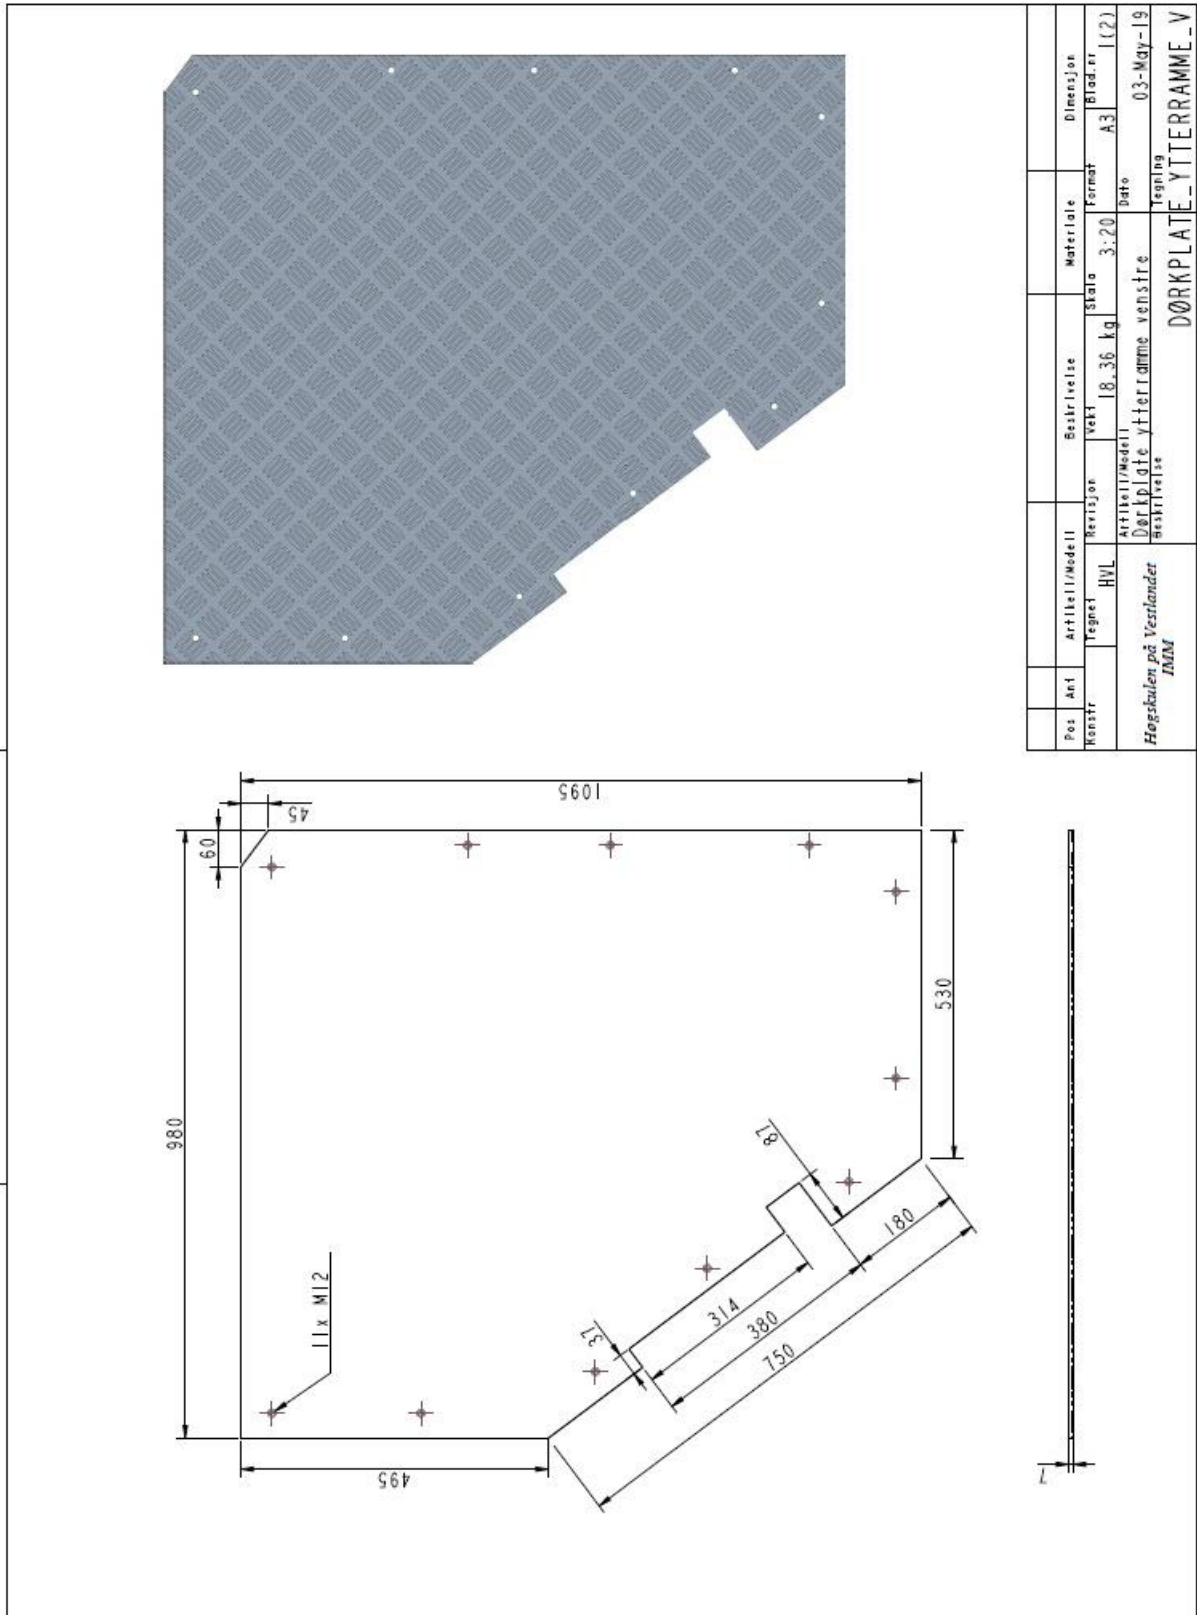 980
60
45
1095
11x M12
495
37
314
380
750
87
180
530
7
Pos Ant Artikell/Modell Beskrivelse Materiale Dimensjon
Konstr Tegnet HVL Revisjon Vekt 18.36 kg Skala 3:20 Format A3 Blad.nr 1(2)
Høgskulen på Vestlandet
IMM
Artikell/Modell
Dørkplate ytterramme venstre
Dato 03-May-19
Beskrivelse
Tegning
DØRKPLATE_YTTERRAMME_V